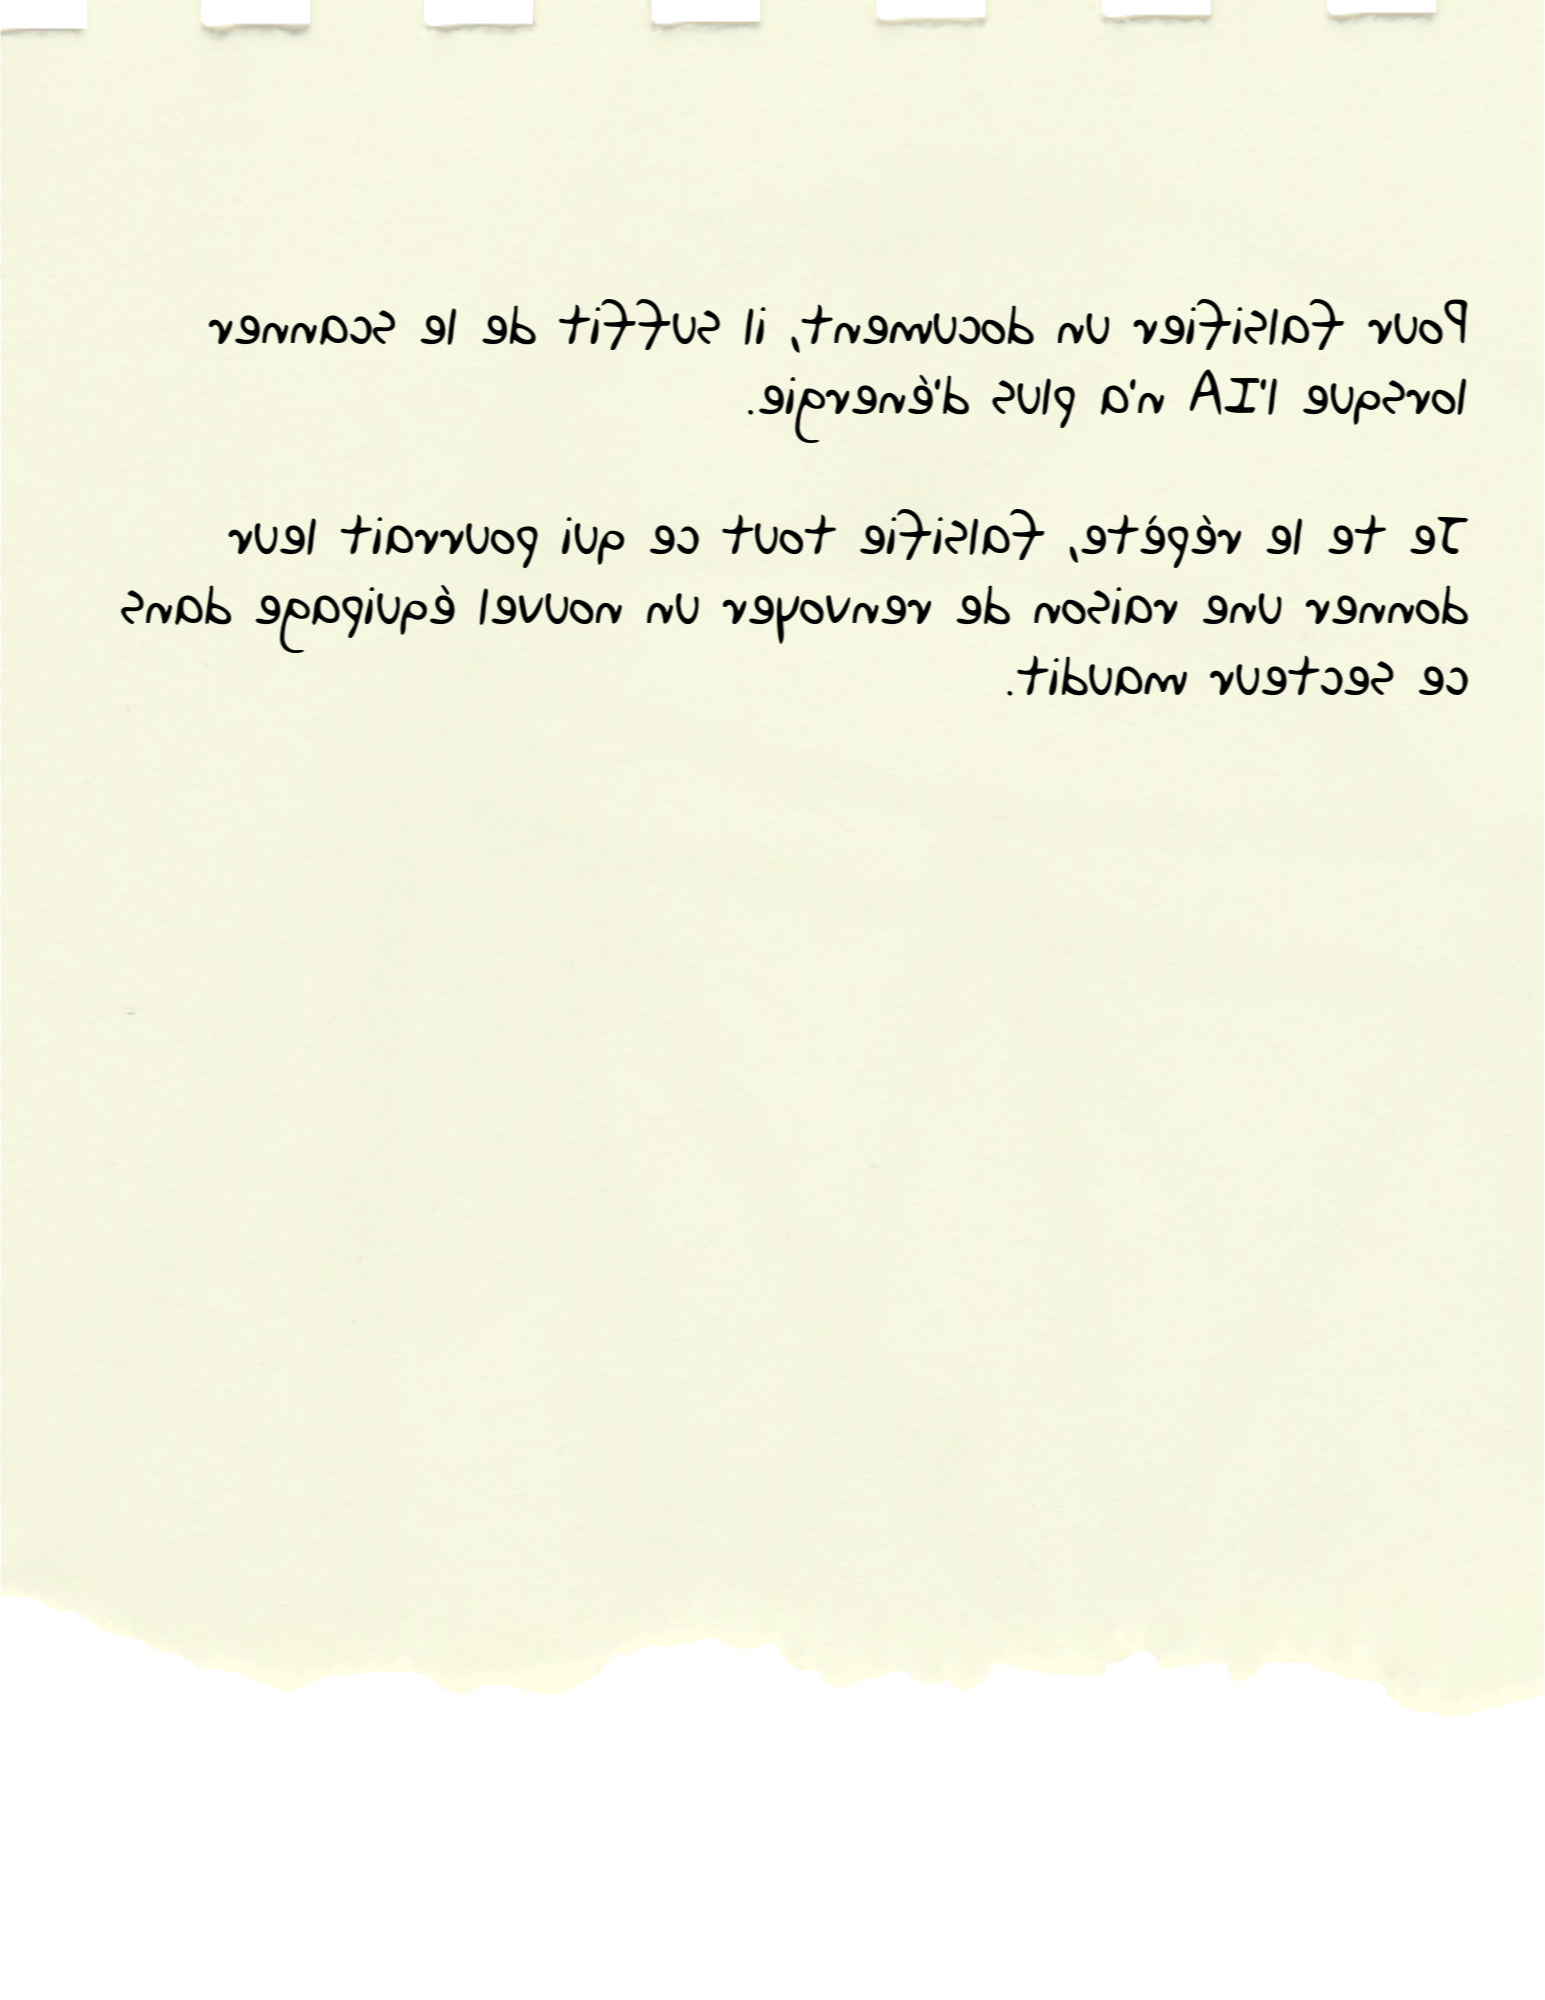 Pour falsifier un document, il suffit de le scanner
lorsque l'IA n'a plus d'énergie.
Je te le répéte, falsifie tout ce qui pourrait leur
donner une raison de renvoyer un nouvel équipage dans
ce secteur maudit.